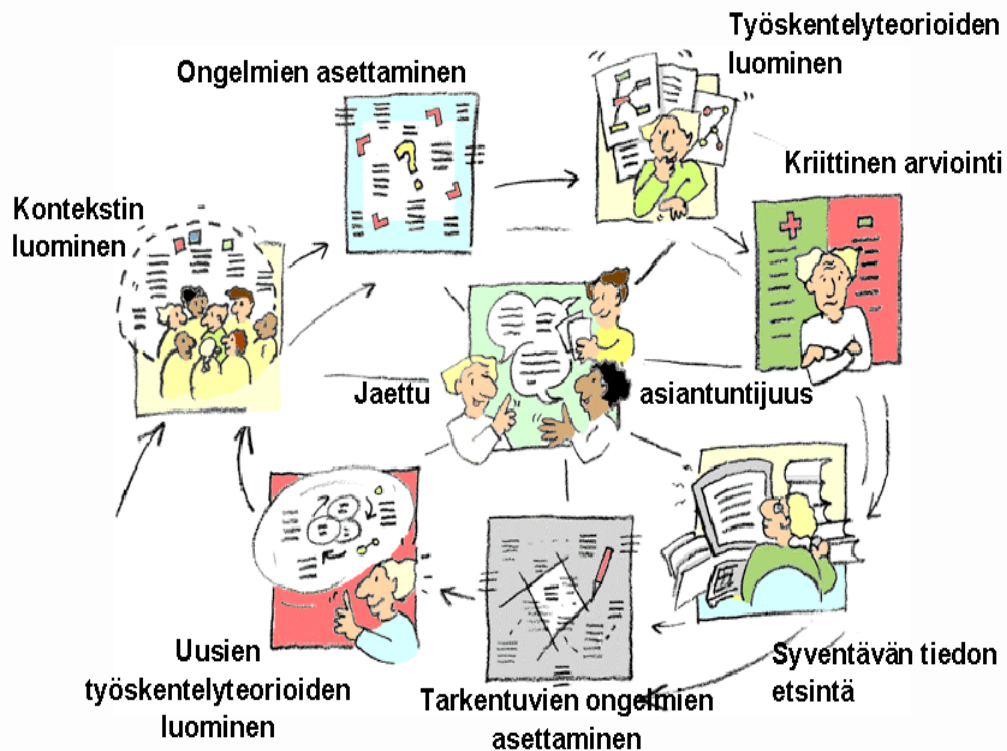 Työskentelyteorioiden
luominen
Ongelmien asettaminen
Kriittinen arviointi
Kontekstin
luominen
Jaettu
asiantuntijuus
Syventävän tiedon
etsintä
Tarkentuvien ongelmien
asettaminen
Uusien
työskentelyteorioiden
luominen